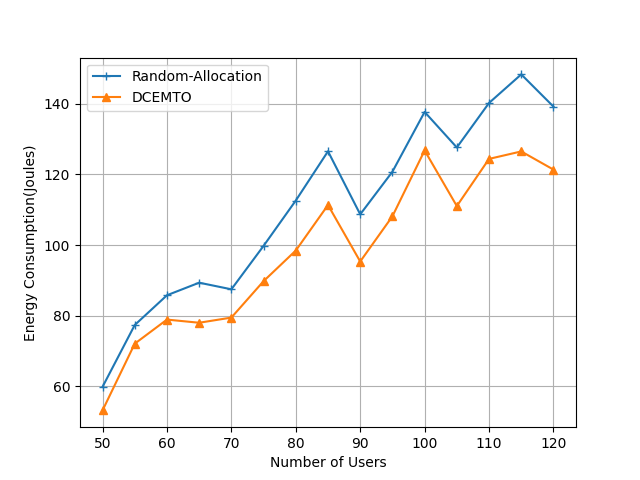 Random-Allocation
DCEMTO
Energy Consumption(Joules)
140
120
100
80
60
50 60 70 80 90 100 110 120
Number of Users